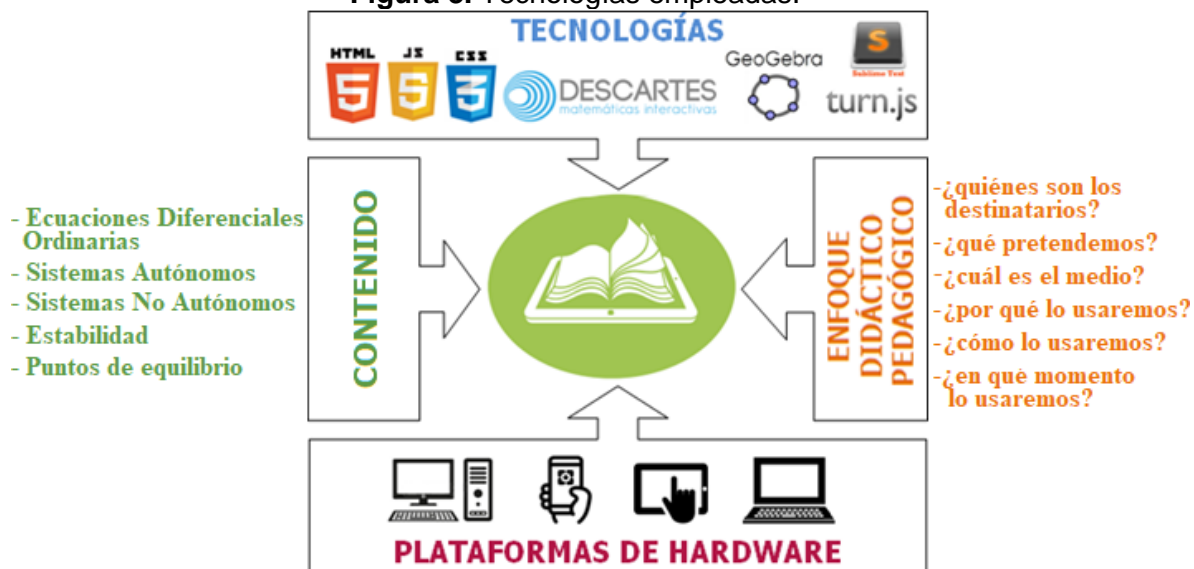 Figura 3. Tecnologías empleadas.
TECNOLOGÍAS
HTML
5
JS
5
CSS
3
DESCARTES
matemáticas interactivas
GeoGebra
S
Sublime Text
turn.js
CONTENIDO
- Ecuaciones Diferenciales
Ordinarias
- Sistemas Autónomos
- Sistemas No Autónomos
- Estabilidad
- Puntos de equilibrio
ENFOQUE
DIDÁCTICO
PEDAGÓGICO
-¿quiénes son los
destinatarios?
-¿qué pretendemos?
-¿cuál es el medio?
-¿por qué lo usaremos?
-¿cómo lo usaremos?
-¿en qué momento
lo usaremos?
PLATAFORMAS DE HARDWARE